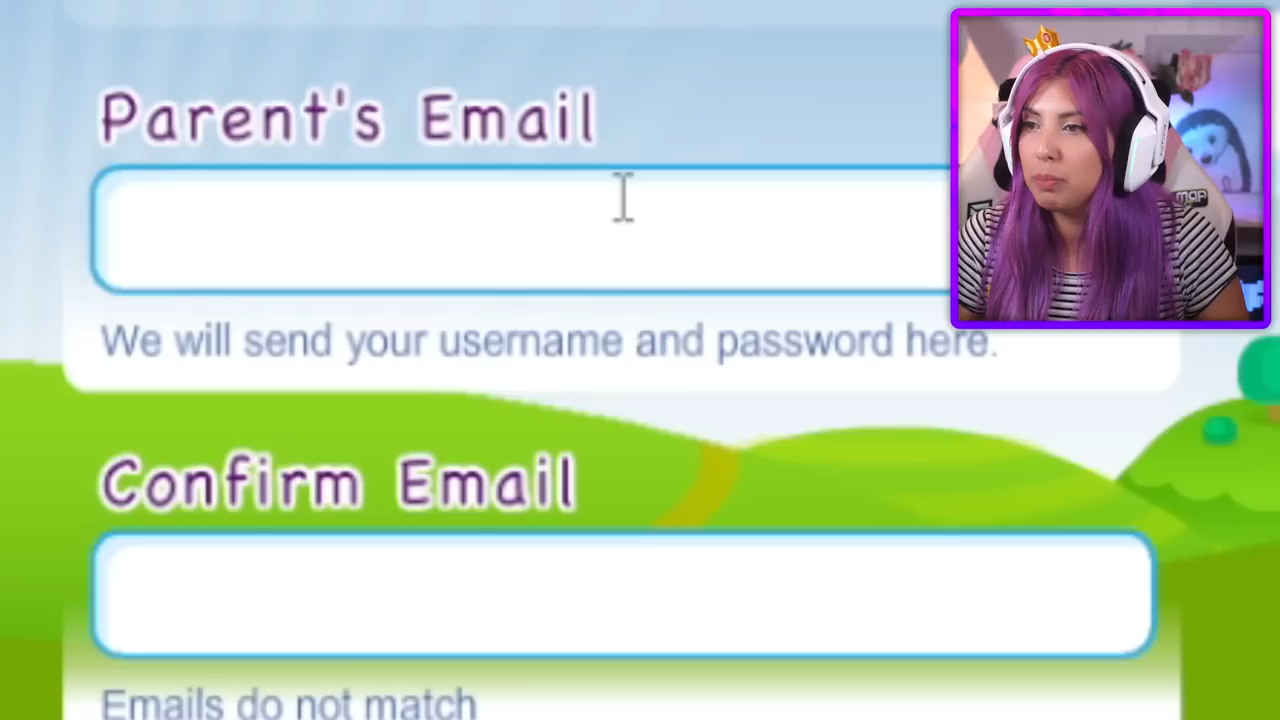 Parent's Email
We will send your username and password here.
Confirm Email
Emails do not match